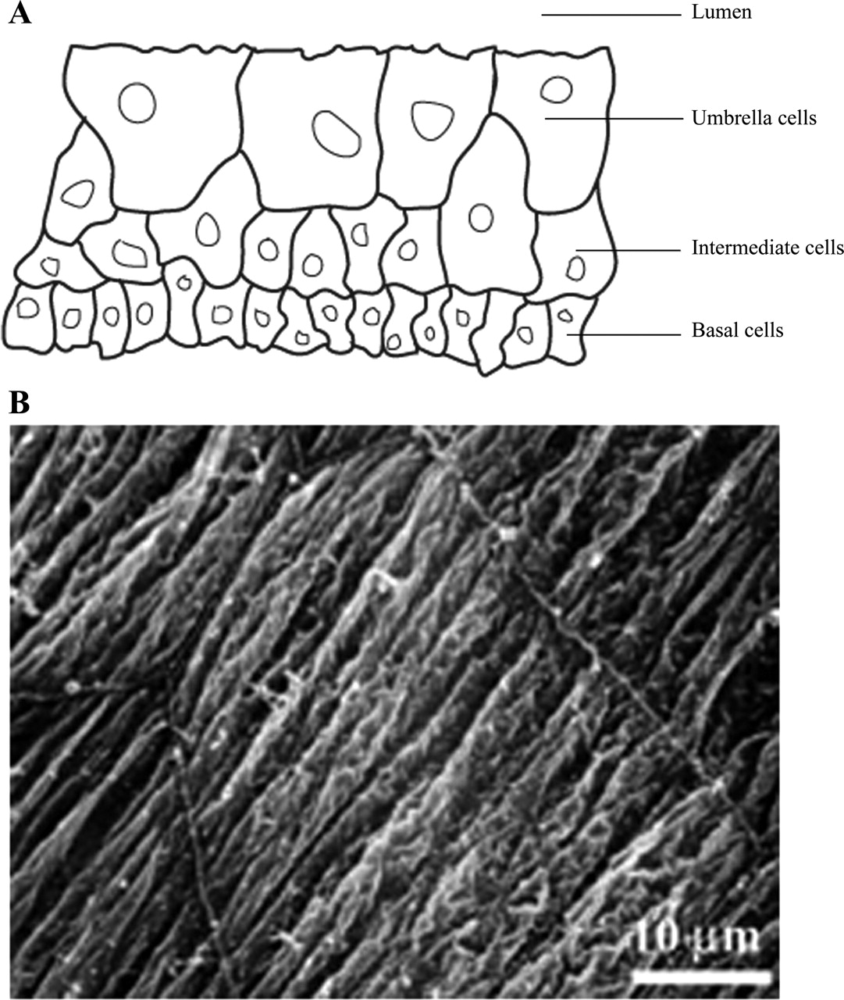 A
Lumen
Umbrella cells
Intermediate cells
Basal cells
B
10 μm